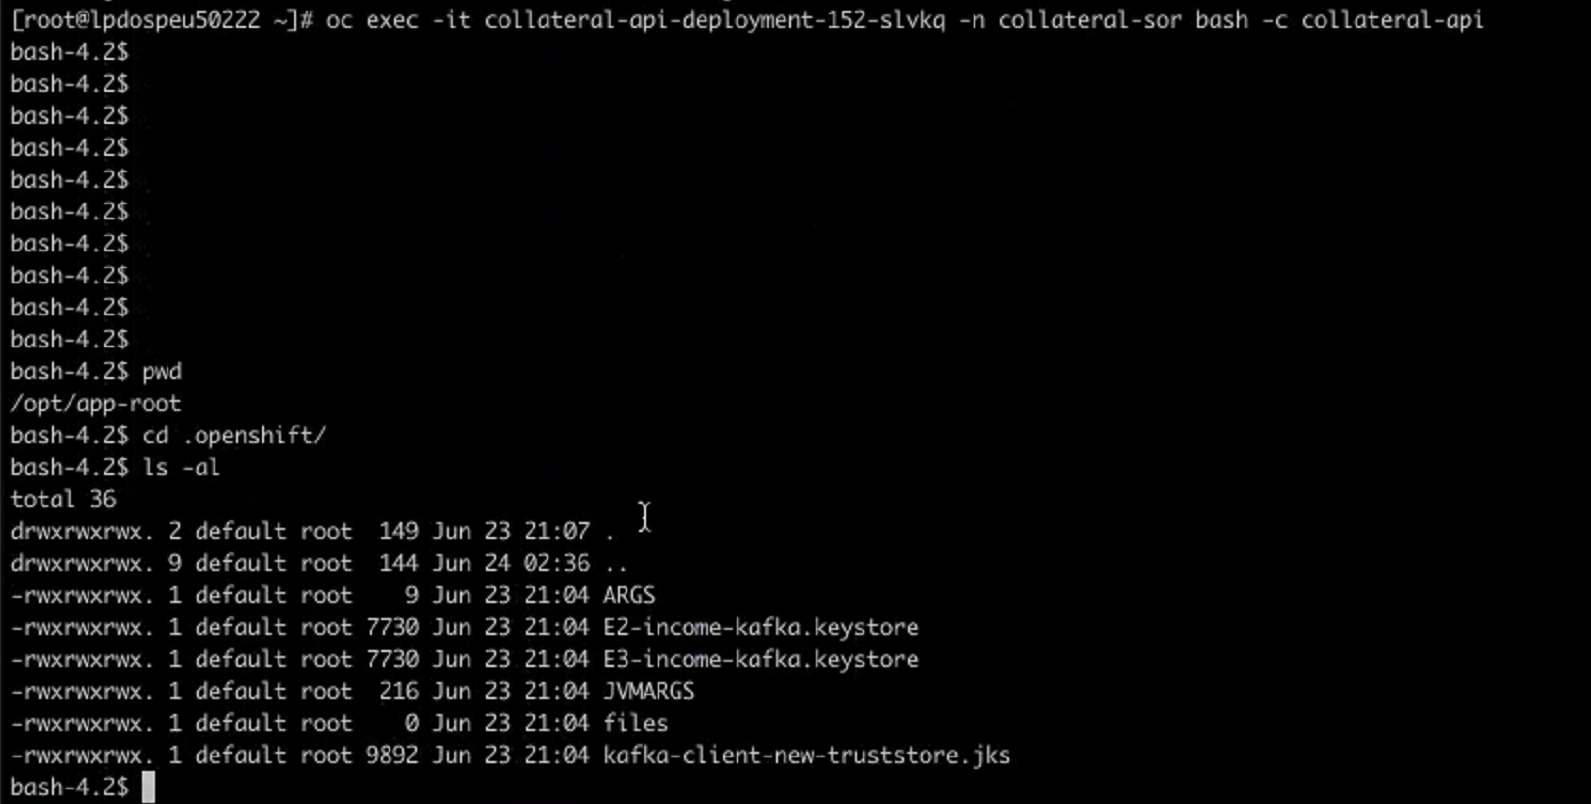 [root@lpdospeu50222 ~]# oc exec -it collateral-api-deployment-152-slvkq -n collateral-sor bash -c collateral-api
bash-4.2$
bash-4.2$
bash-4.2$
bash-4.2$
bash-4.2$
bash-4.2$
bash-4.2$
bash-4.2$
bash-4.2$
bash-4.2$
bash-4.2$ pwd
/opt/app-root
bash-4.2$ cd .openshift/
bash-4.2$ ls -al
total 36
drwxrwxrwx. 2 default root  149 Jun 23 21:07 .
drwxrwxrwx. 9 default root  144 Jun 24 02:36 ..
-rwxrwxrwx. 1 default root    9 Jun 23 21:04 ARGS
-rwxrwxrwx. 1 default root 7730 Jun 23 21:04 E2-income-kafka.keystore
-rwxrwxrwx. 1 default root 7730 Jun 23 21:04 E3-income-kafka.keystore
-rwxrwxrwx. 1 default root  216 Jun 23 21:04 JVMARGS
-rwxrwxrwx. 1 default root    0 Jun 23 21:04 files
-rwxrwxrwx. 1 default root 9892 Jun 23 21:04 kafka-client-new-truststore.jks
bash-4.2$